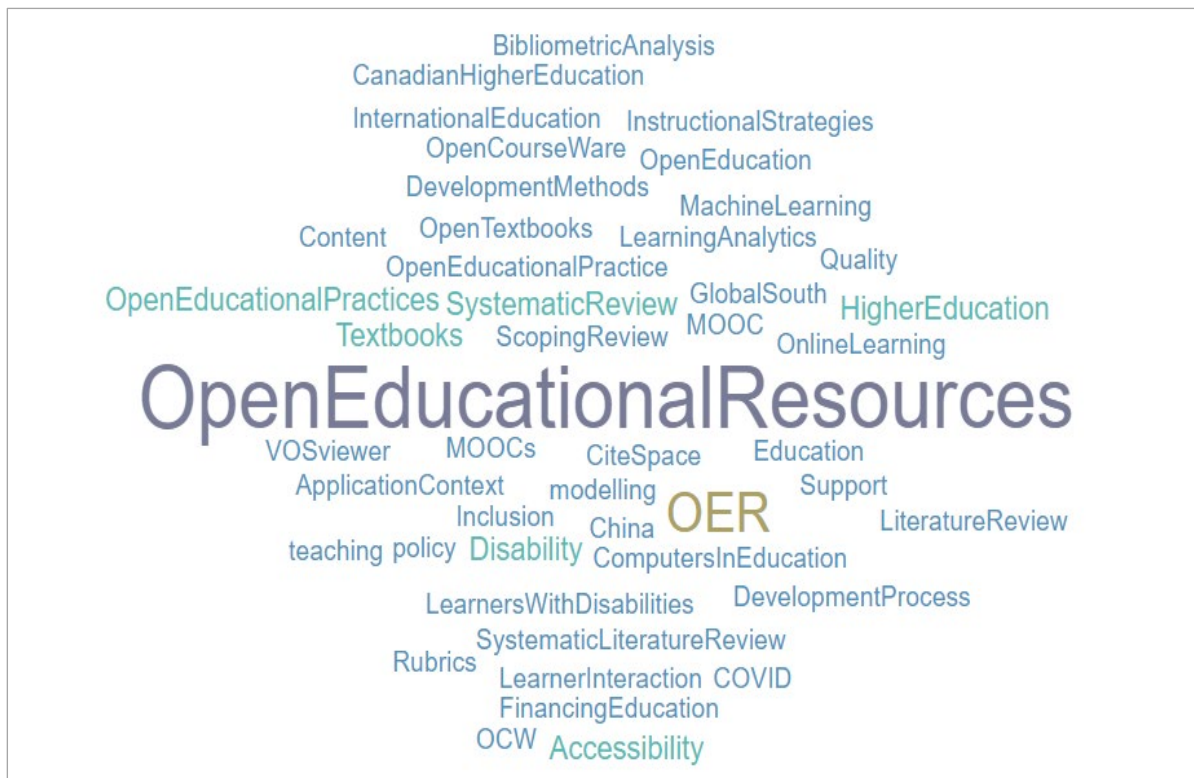 BibliometricAnalysis
CanadianHigherEducation
InternationalEducation InstructionalStrategies
OpenCourseWare OpenEducation
DevelopmentMethods
MachineLearning
Content OpenTextbooks LearningAnalytics
OpenEducationalPractice Quality
OpenEducationalPractices SystematicReview GlobalSouth HigherEducation
Textbooks ScopingReview MOOC OnlineLearning
OpenEducationalResources
VOSviewer MOOCs CiteSpace Education
ApplicationContext modelling OER Support
Inclusion China LiteratureReview
teaching policy Disability ComputersInEducation
LearnersWithDisabilities DevelopmentProcess
SystematicLiteratureReview
Rubrics LearnerInteraction COVID
FinancingEducation
OCW Accessibility